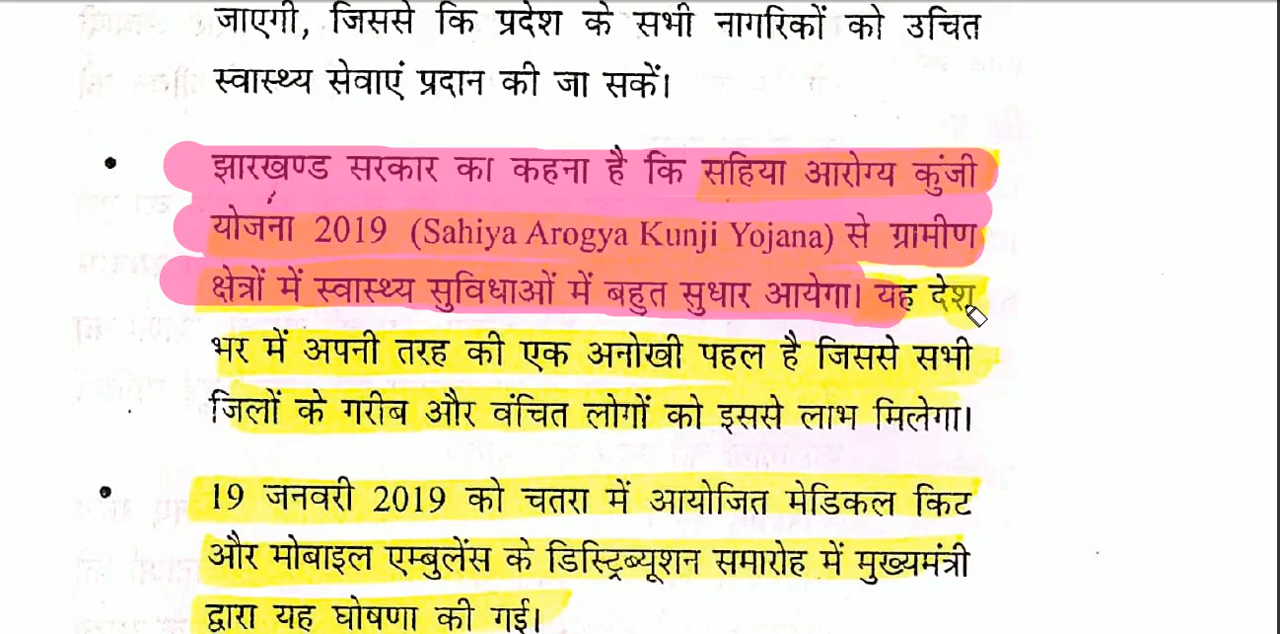 जाएगी, जिससे कि प्रदेश के सभी नागरिकों को उचित
स्वास्थ्य सेवाएं प्रदान की जा सकें।
• झारखण्ड सरकार का कहना है कि सहिया आरोग्य कुंजी
योजना 2019 (Sahiya Arogya Kunji Yojana) से ग्रामीण
क्षेत्रों में स्वास्थ्य सुविधाओं में बहुत सुधार आयेगा। यह देश
भर में अपनी तरह की एक अनोखी पहल है जिससे सभी
जिलों के गरीब और वंचित लोगों को इससे लाभ मिलेगा।
• 19 जनवरी 2019 को चतरा में आयोजित मेडिकल किट
और मोबाइल एम्बुलेंस के डिस्ट्रिब्यूशन समारोह में मुख्यमंत्री
द्वारा यह घोषणा की गई।